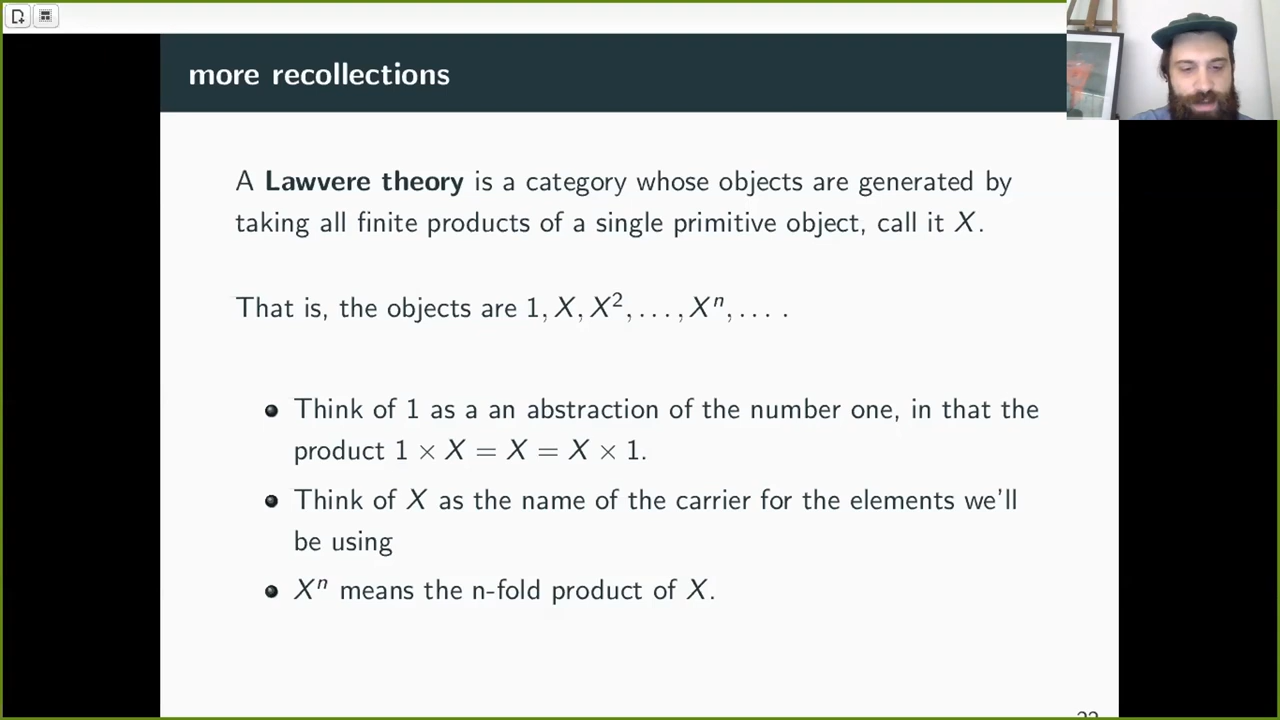 more recollections
A Lawvere theory is a category whose objects are generated by
taking all finite products of a single primitive object, call it X.
That is, the objects are 1, X, X², . . . , Xⁿ, . . . .
Think of 1 as a an abstraction of the number one, in that the
product 1 × X = X = X × 1.
Think of X as the name of the carrier for the elements we'll
be using
Xⁿ means the n-fold product of X.